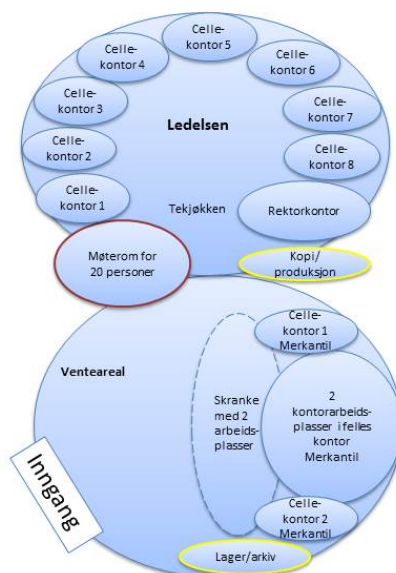 Celle-
kontor 5
Celle-
kontor 4
Celle-
kontor 6
Celle-
kontor 3
Celle-
kontor 7
Ledelsen
Celle-
kontor 2
Celle-
kontor 8
Celle-
kontor 1
Tekjøkken
Rektorkontor
Møterom for
20 personer
Kopi/
produksjon
Celle-
kontor 1
Merkantil
Venteareal
Skranke
med 2
arbeids-
plasser
2
kontorarbeids-
plasser i felles
kontor
Merkantil
Inngang
Celle-
kontor 2
Merkantil
Lager/arkiv